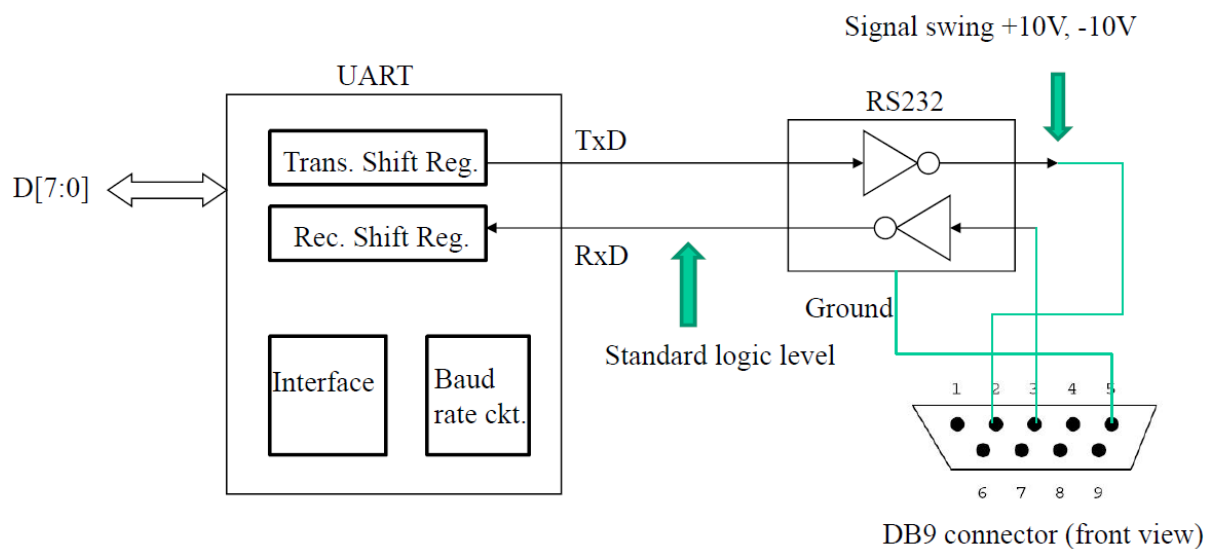 Signal swing +10V, -10V
UART
RS232
Trans. Shift Reg.
TxD
D[7:0]
Rec. Shift Reg.
RxD
Ground
Standard logic level
Interface
Baud
rate ckt.
1 2 3 4 5
6 7 8 9
DB9 connector (front view)